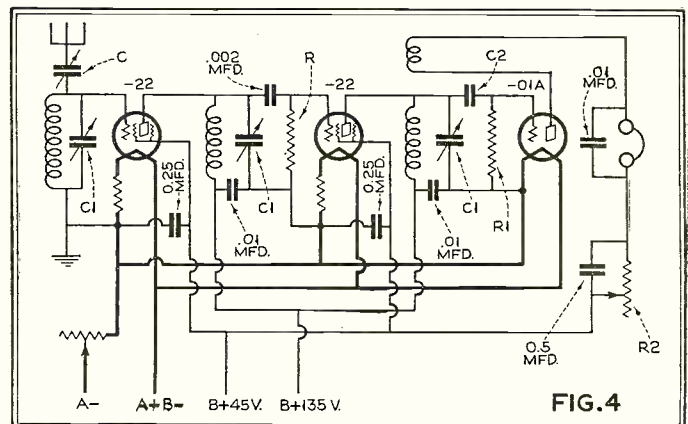 C
-22
C1
0.25 MFD.
.002 MFD.
R
-22
C1
.01 MFD.
0.25 MFD.
C2
-01A
C1
.01 MFD.
R1
.01 MFD.
0.5 MFD.
R2
A-
A+B-
B+45V.
B+135V.
FIG.4